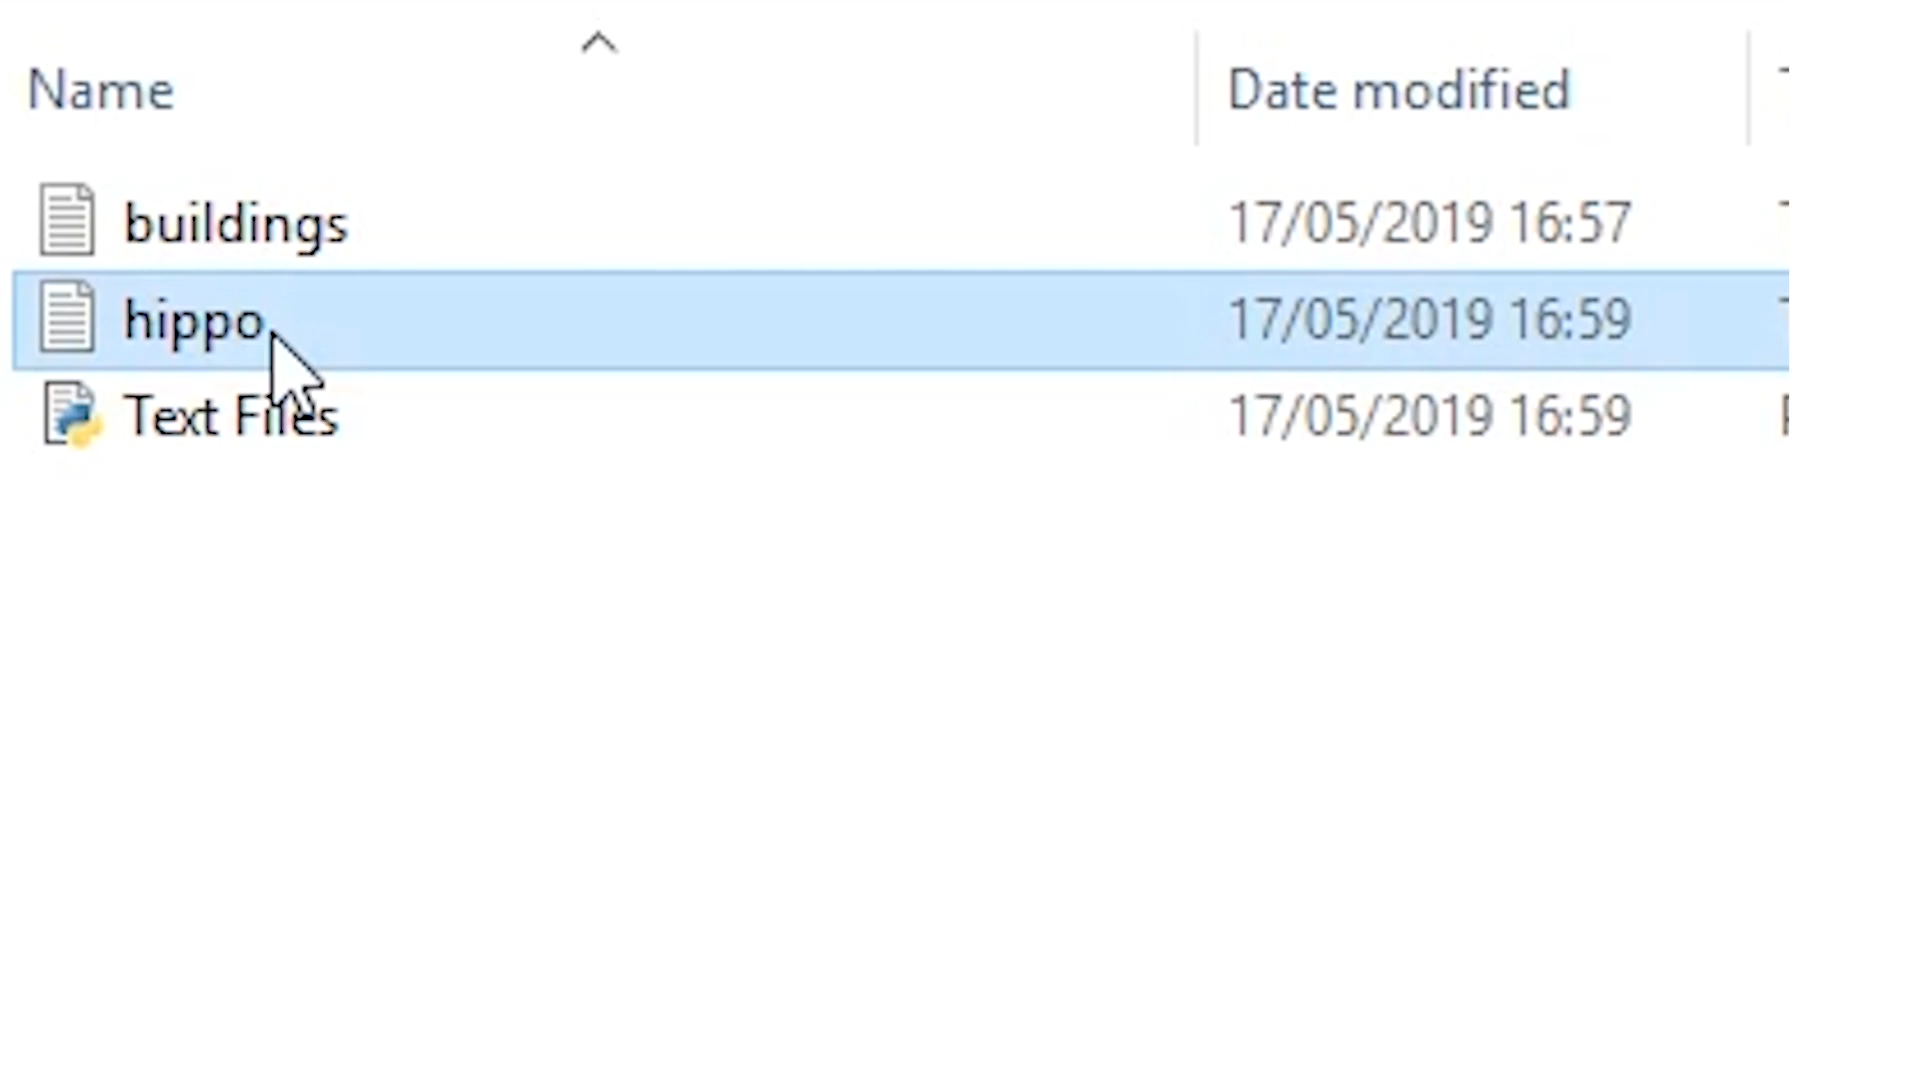 Name Date modified
buildings 17/05/2019 16:57
hippo 17/05/2019 16:59
Text Files 17/05/2019 16:59